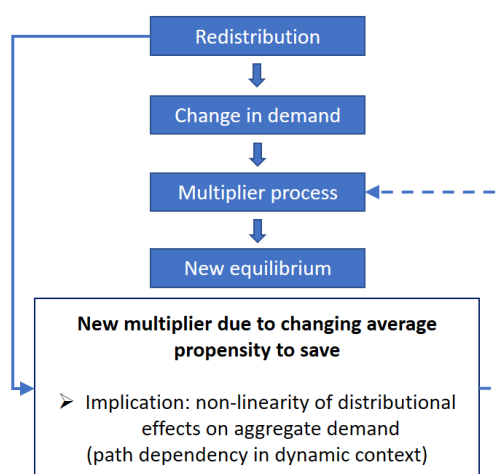 Redistribution
Change in demand
Multiplier process
New equilibrium
New multiplier due to changing average
propensity to save
➢ Implication: non-linearity of distributional
effects on aggregate demand
(path dependency in dynamic context)